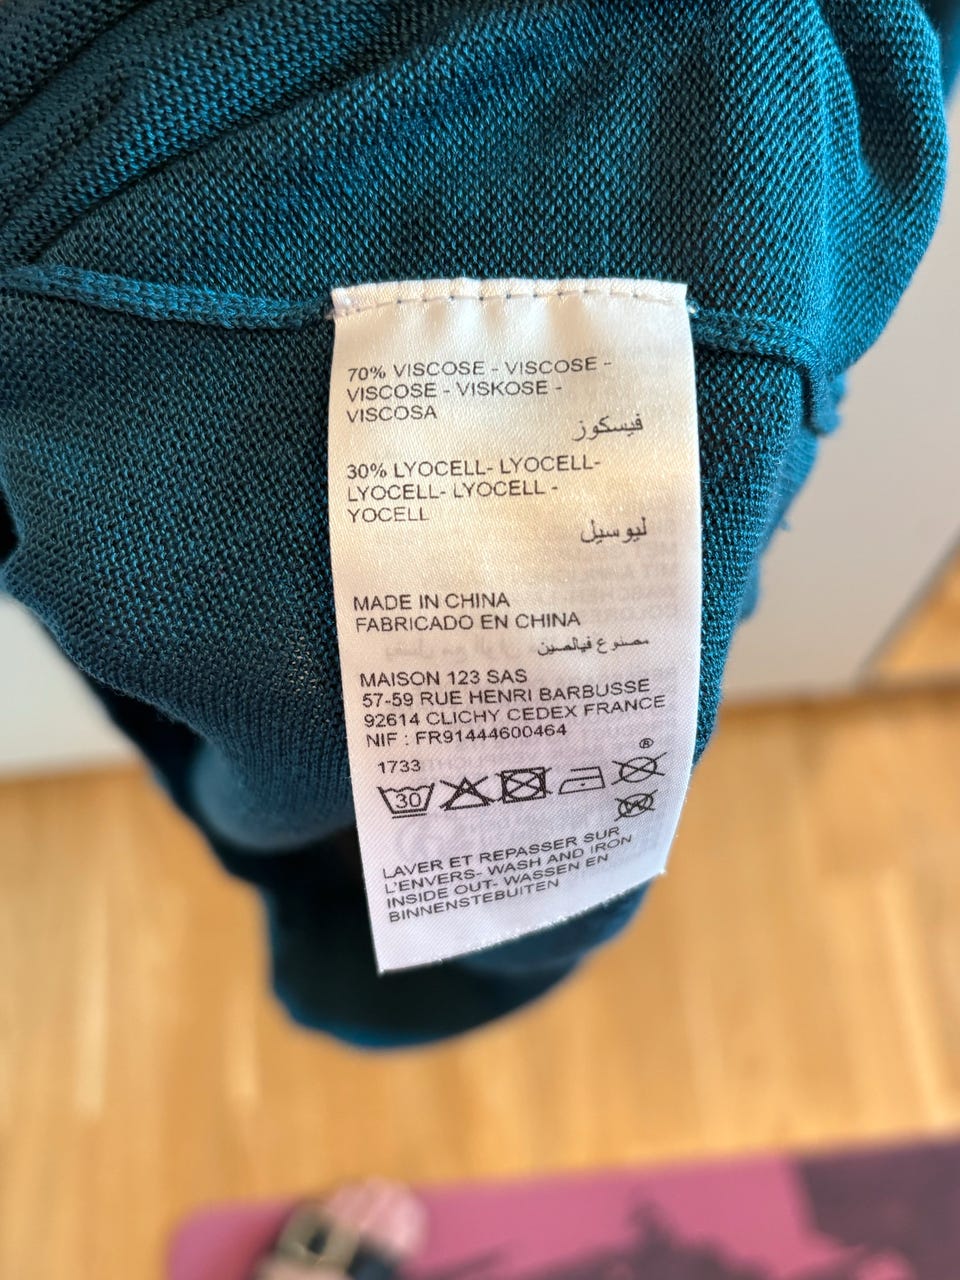 70% VISCOSE - VISCOSE -
VISCOSE - VISKOSE -
VISCOSA
فيسكوز
30% LYOCELL- LYOCELL-
LYOCELL- LYOCELL -
YOCELL
ليوسيل
MADE IN CHINA
FABRICADO EN CHINA
مصنوع فيالصين
MAISON 123 SAS
57-59 RUE HENRI BARBUSSE
92614 CLICHY CEDEX FRANCE
NIF : FR91444600464
1733
®
30
LAVER ET REPASSER SUR
L'ENVERS- WASH AND IRON
INSIDE OUT- WASSEN EN
BINNENSTEBUITEN